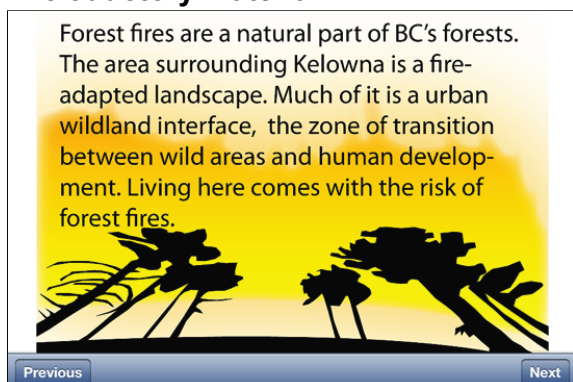 Forest fires are a natural part of BC's forests.
The area surrounding Kelowna is a fire-
adapted landscape. Much of it is a urban
wildland interface,  the zone of transition
between wild areas and human develop-
ment. Living here comes with the risk of
forest fires.
Previous
Next